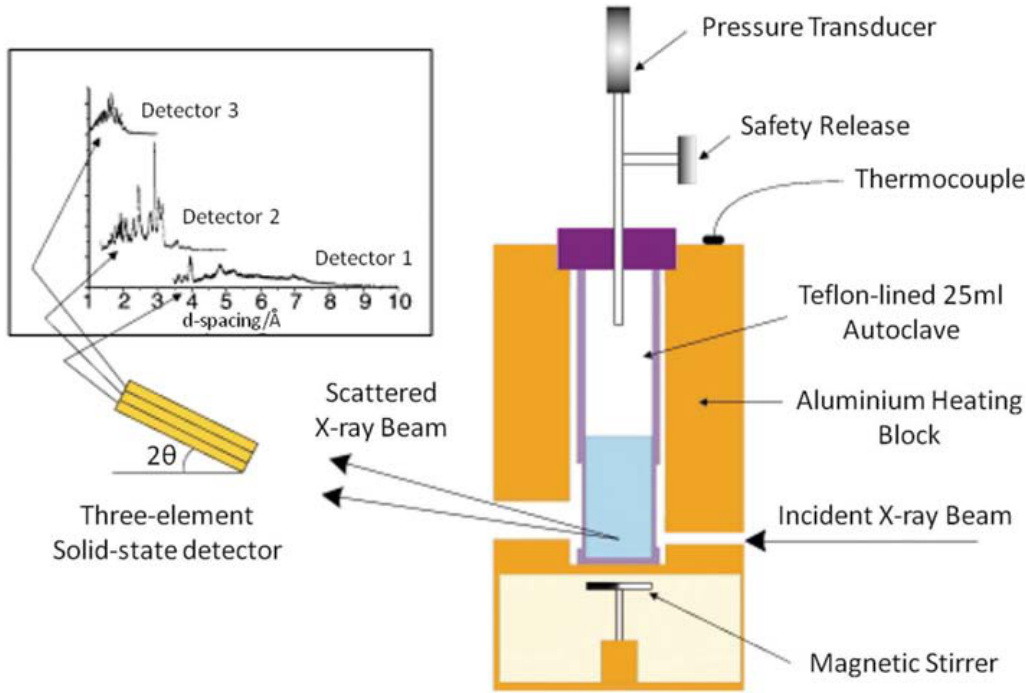 Pressure Transducer
Safety Release
Thermocouple
Detector 3
Detector 2
Detector 1
1 2 3 4 5 6 7 8 9 10
d-spacing/Å
Teflon-lined 25ml
Autoclave
Scattered
X-ray Beam
Aluminium Heating
Block
2θ
Three-element
Solid-state detector
Incident X-ray Beam
Magnetic Stirrer